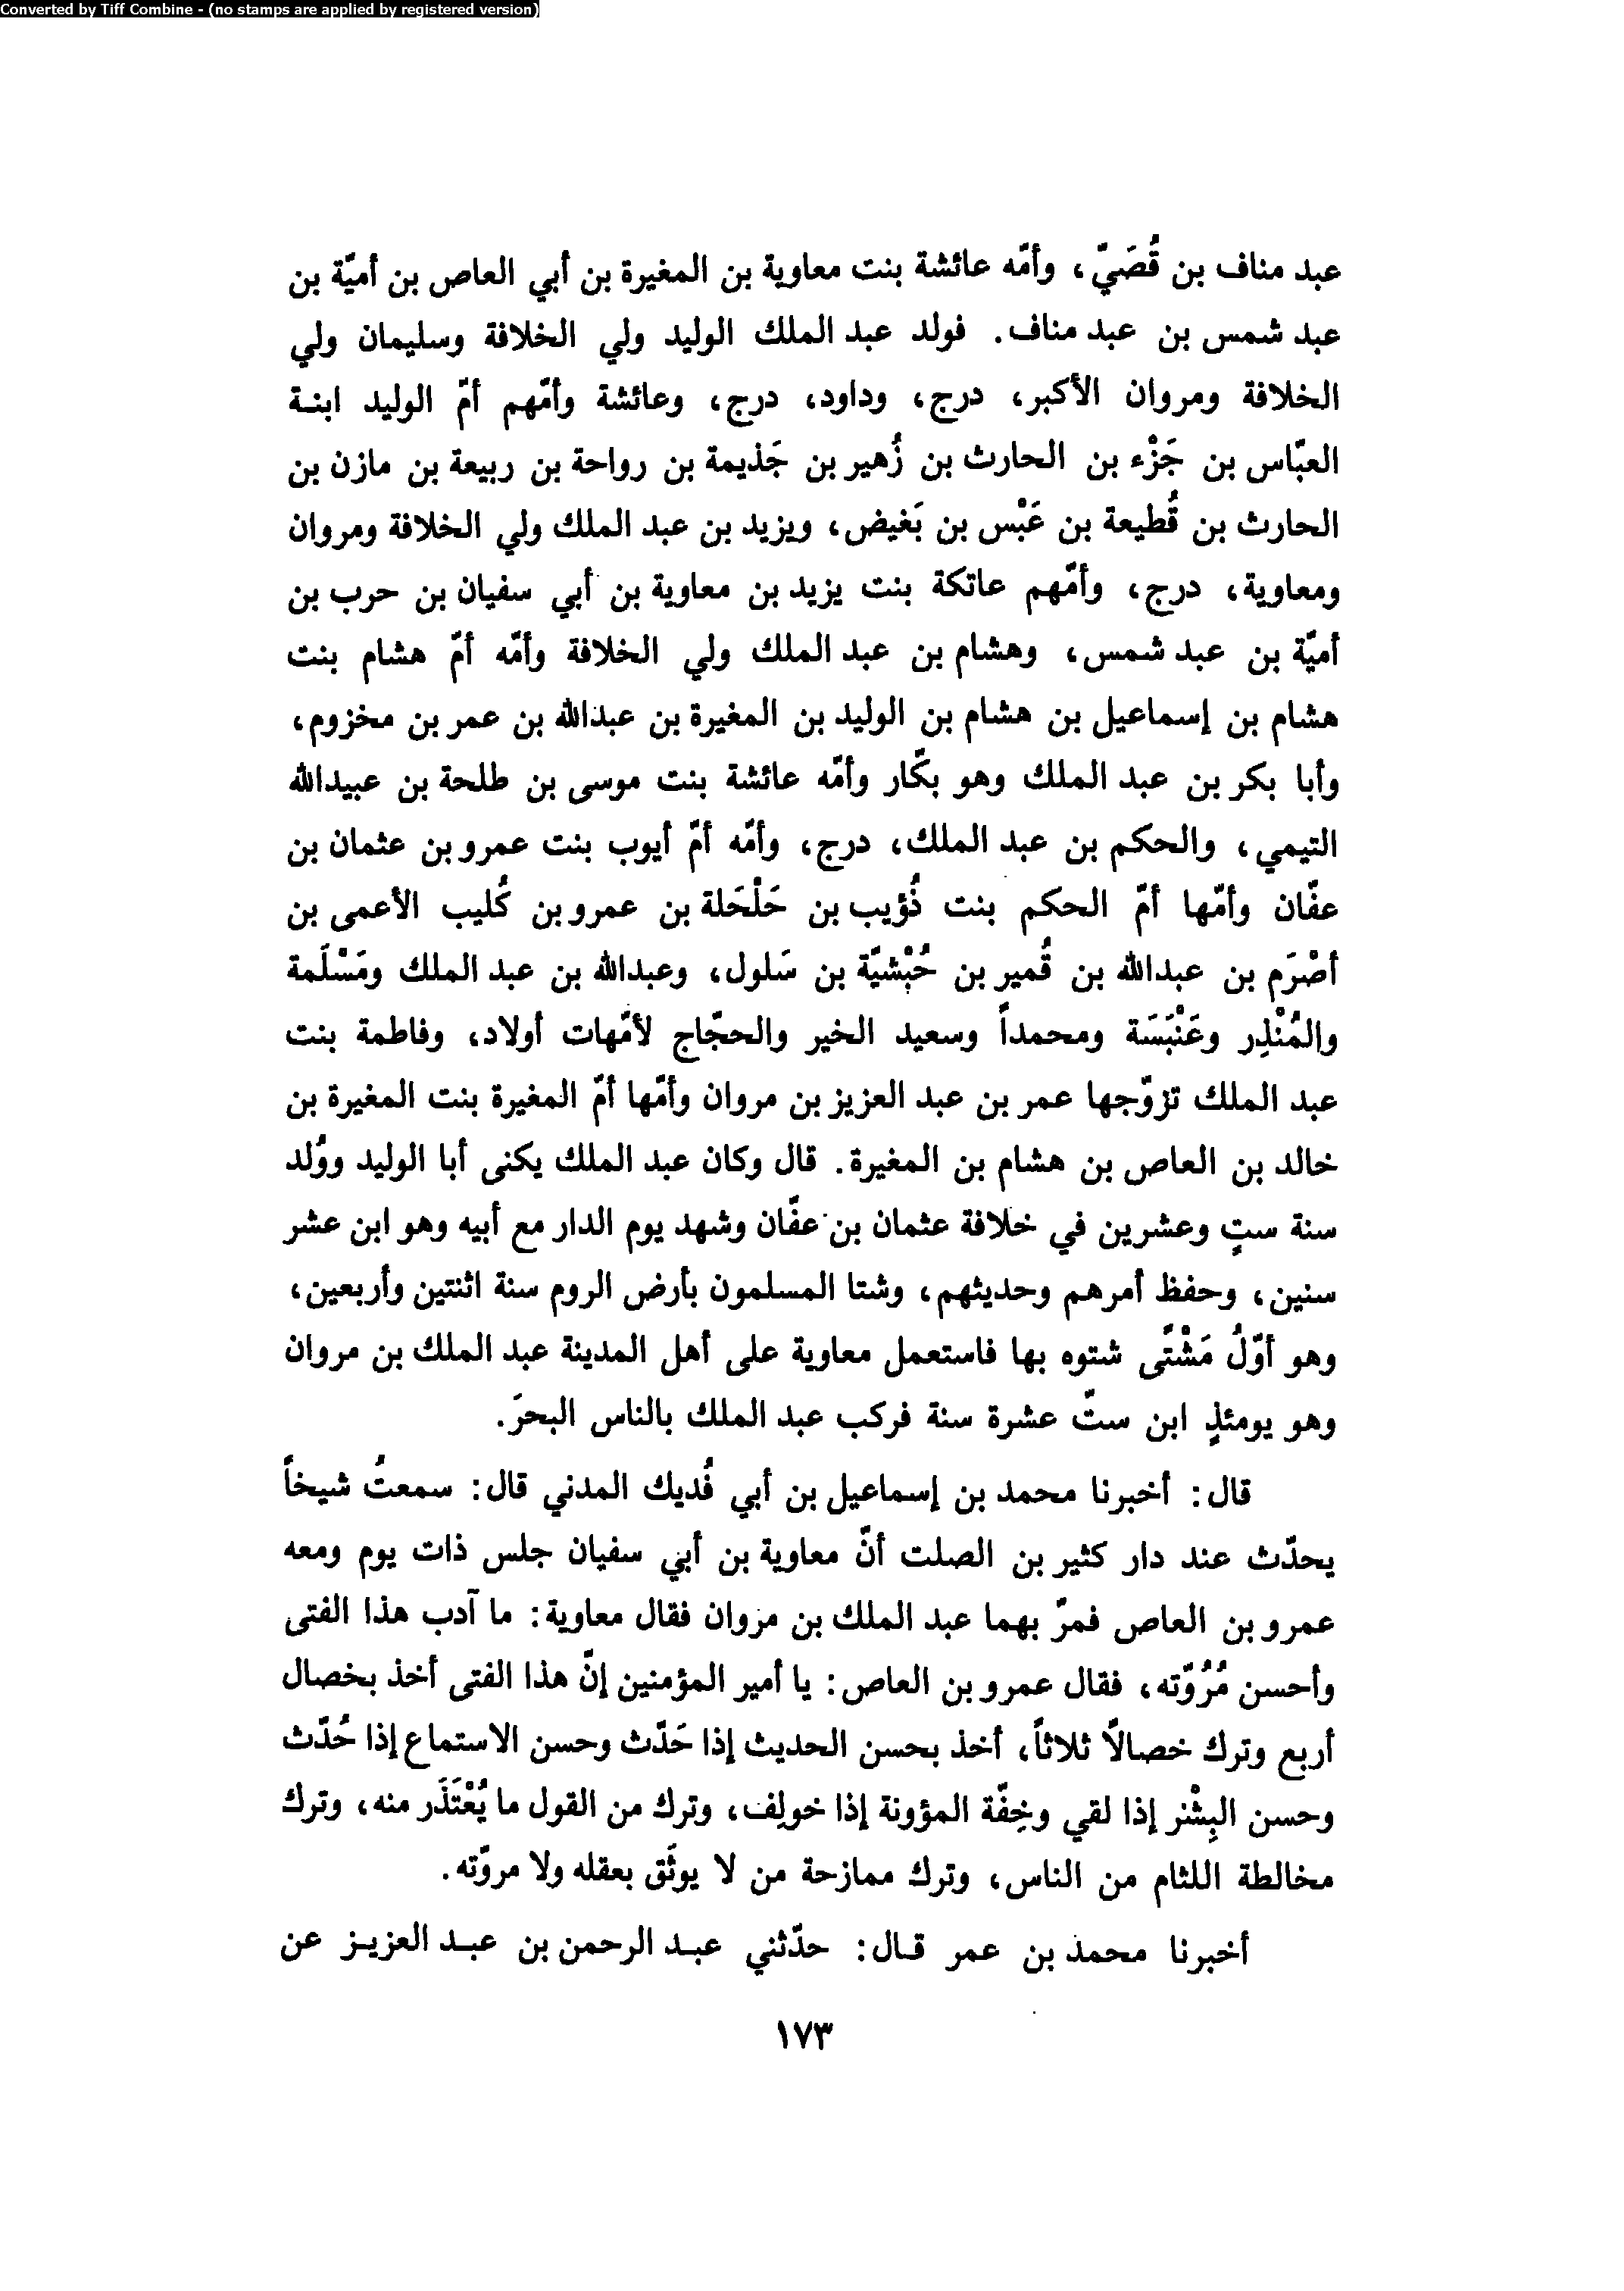 Converted by Tiff Combine - (no stamps are applied by registered version)
عبد مناف بن قُصَيّ، وأمّه عائشة بنت معاوية بن المغيرة بن أبي العاص بن أميّة بن
عبد شمس بن عبد مناف. فولد عبد الملك الوليد ولي الخلافة وسليمان ولي
الخلافة ومروان الأكبر، درج، وداود، درج، وعائشة وأمّهم أمّ الوليد ابنة
العبّاس بن جَزْء بن الحارث بن زُهير بن جَذيمة بن رواحة بن ربيعة بن مازن بن
الحارث بن قُطيعة بن عَبْس بن بَغيض، ويزيد بن عبد الملك ولي الخلافة ومروان
ومعاوية، درج، وأمّهم عاتكة بنت يزيد بن معاوية بن أبي سفيان بن حرب بن
أميّة بن عبد شمس، وهشام بن عبد الملك ولي الخلافة وأمّه أمّ هشام بنت
هشام بن إسماعيل بن هشام بن الوليد بن المغيرة بن عبدالله بن عمر بن مخزوم،
وأبا بكر بن عبد الملك وهو بكّار وأمّه عائشة بنت موسى بن طلحة بن عبيدالله
التيمي، والحكم بن عبد الملك، درج، وأمّه أمّ أيوب بنت عمرو بن عثمان بن
عفّان وأمّها أمّ الحكم بنت ذُؤيب بن حَلْحَلة بن عمرو بن كُليب الأعمى بن
أصْرَم بن عبدالله بن قُمير بن حُبْشيّة بن سَلول، وعبدالله بن عبد الملك ومَسْلَمة
والمُنْذِر وعَنْبَسَة ومحمداً وسعيد الخير والحجّاج لأمّهات أولاد، وفاطمة بنت
عبد الملك تزوّجها عمر بن عبد العزيز بن مروان وأمّها أمّ المغيرة بنت المغيرة بن
خالد بن العاص بن هشام بن المغيرة. قال وكان عبد الملك يكنى أبا الوليد ووُلد
سنة ستٍ وعشرين في خلافة عثمان بن عفّان وشهد يوم الدار مع أبيه وهو ابن عشر
سنين، وحفظ أمرهم وحديثهم، وشتا المسلمون بأرض الروم سنة اثنتين وأربعين،
وهو أوّلُ مَشْتًى شتوه بها فاستعمل معاوية على أهل المدينة عبد الملك بن مروان
وهو يومئذٍ ابن ستّ عشرة سنة فركب عبد الملك بالناس البحرَ.
قال: أخبرنا محمد بن إسماعيل بن أبي فُديك المدني قال: سمعتُ شيخاً
يحدّث عند دار كثير بن الصلت أنّ معاوية بن أبي سفيان جلس ذات يوم ومعه
عمرو بن العاص فمرّ بهما عبد الملك بن مروان فقال معاوية: ما آدب هذا الفتى
وأحسن مُرُوّته، فقال عمرو بن العاص: يا أمير المؤمنين إنّ هذا الفتى أخذ بخصال
أربع وترك خصالاً ثلاثاً، أخذ بحسن الحديث إذا حَدّث وحسن الاستماع إذا حُدّث
وحسن البِشْر إذا لقي وخِفّة المؤونة إذا خولِف، وترك من القول ما يُعْتَذَر منه، وترك
مخالطة اللئام من الناس، وترك ممازحة من لا يوثَق بعقله ولا مروّته.
أخبرنا محمد بن عمر قال: حدّثني عبد الرحمن بن عبد العزيز عن
١٧٣